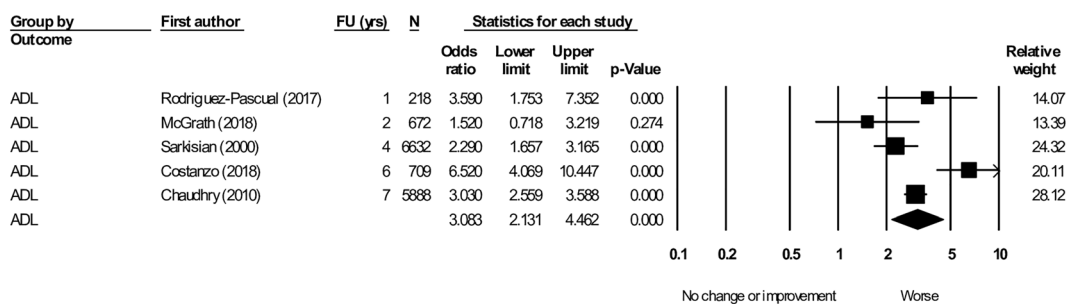 Group by First author FU (yrs) N Statistics for each study
Outcome
Odds Lower Upper Relative
ratio limit limit p-Value weight
ADL Rodriguez-Pascual (2017) 1 218 3.590 1.753 7.352 0.000 14.07
ADL McGrath (2018) 2 672 1.520 0.718 3.219 0.274 13.39
ADL Sarkisian (2000) 4 6632 2.290 1.657 3.165 0.000 24.32
ADL Costanzo (2018) 6 709 6.520 4.069 10.447 0.000 20.11
ADL Chaudhry (2010) 7 5888 3.030 2.559 3.588 0.000 28.12
ADL 3.083 2.131 4.462 0.000
0.1 0.2 0.5 1 2 5 10
No change or improvement Worse